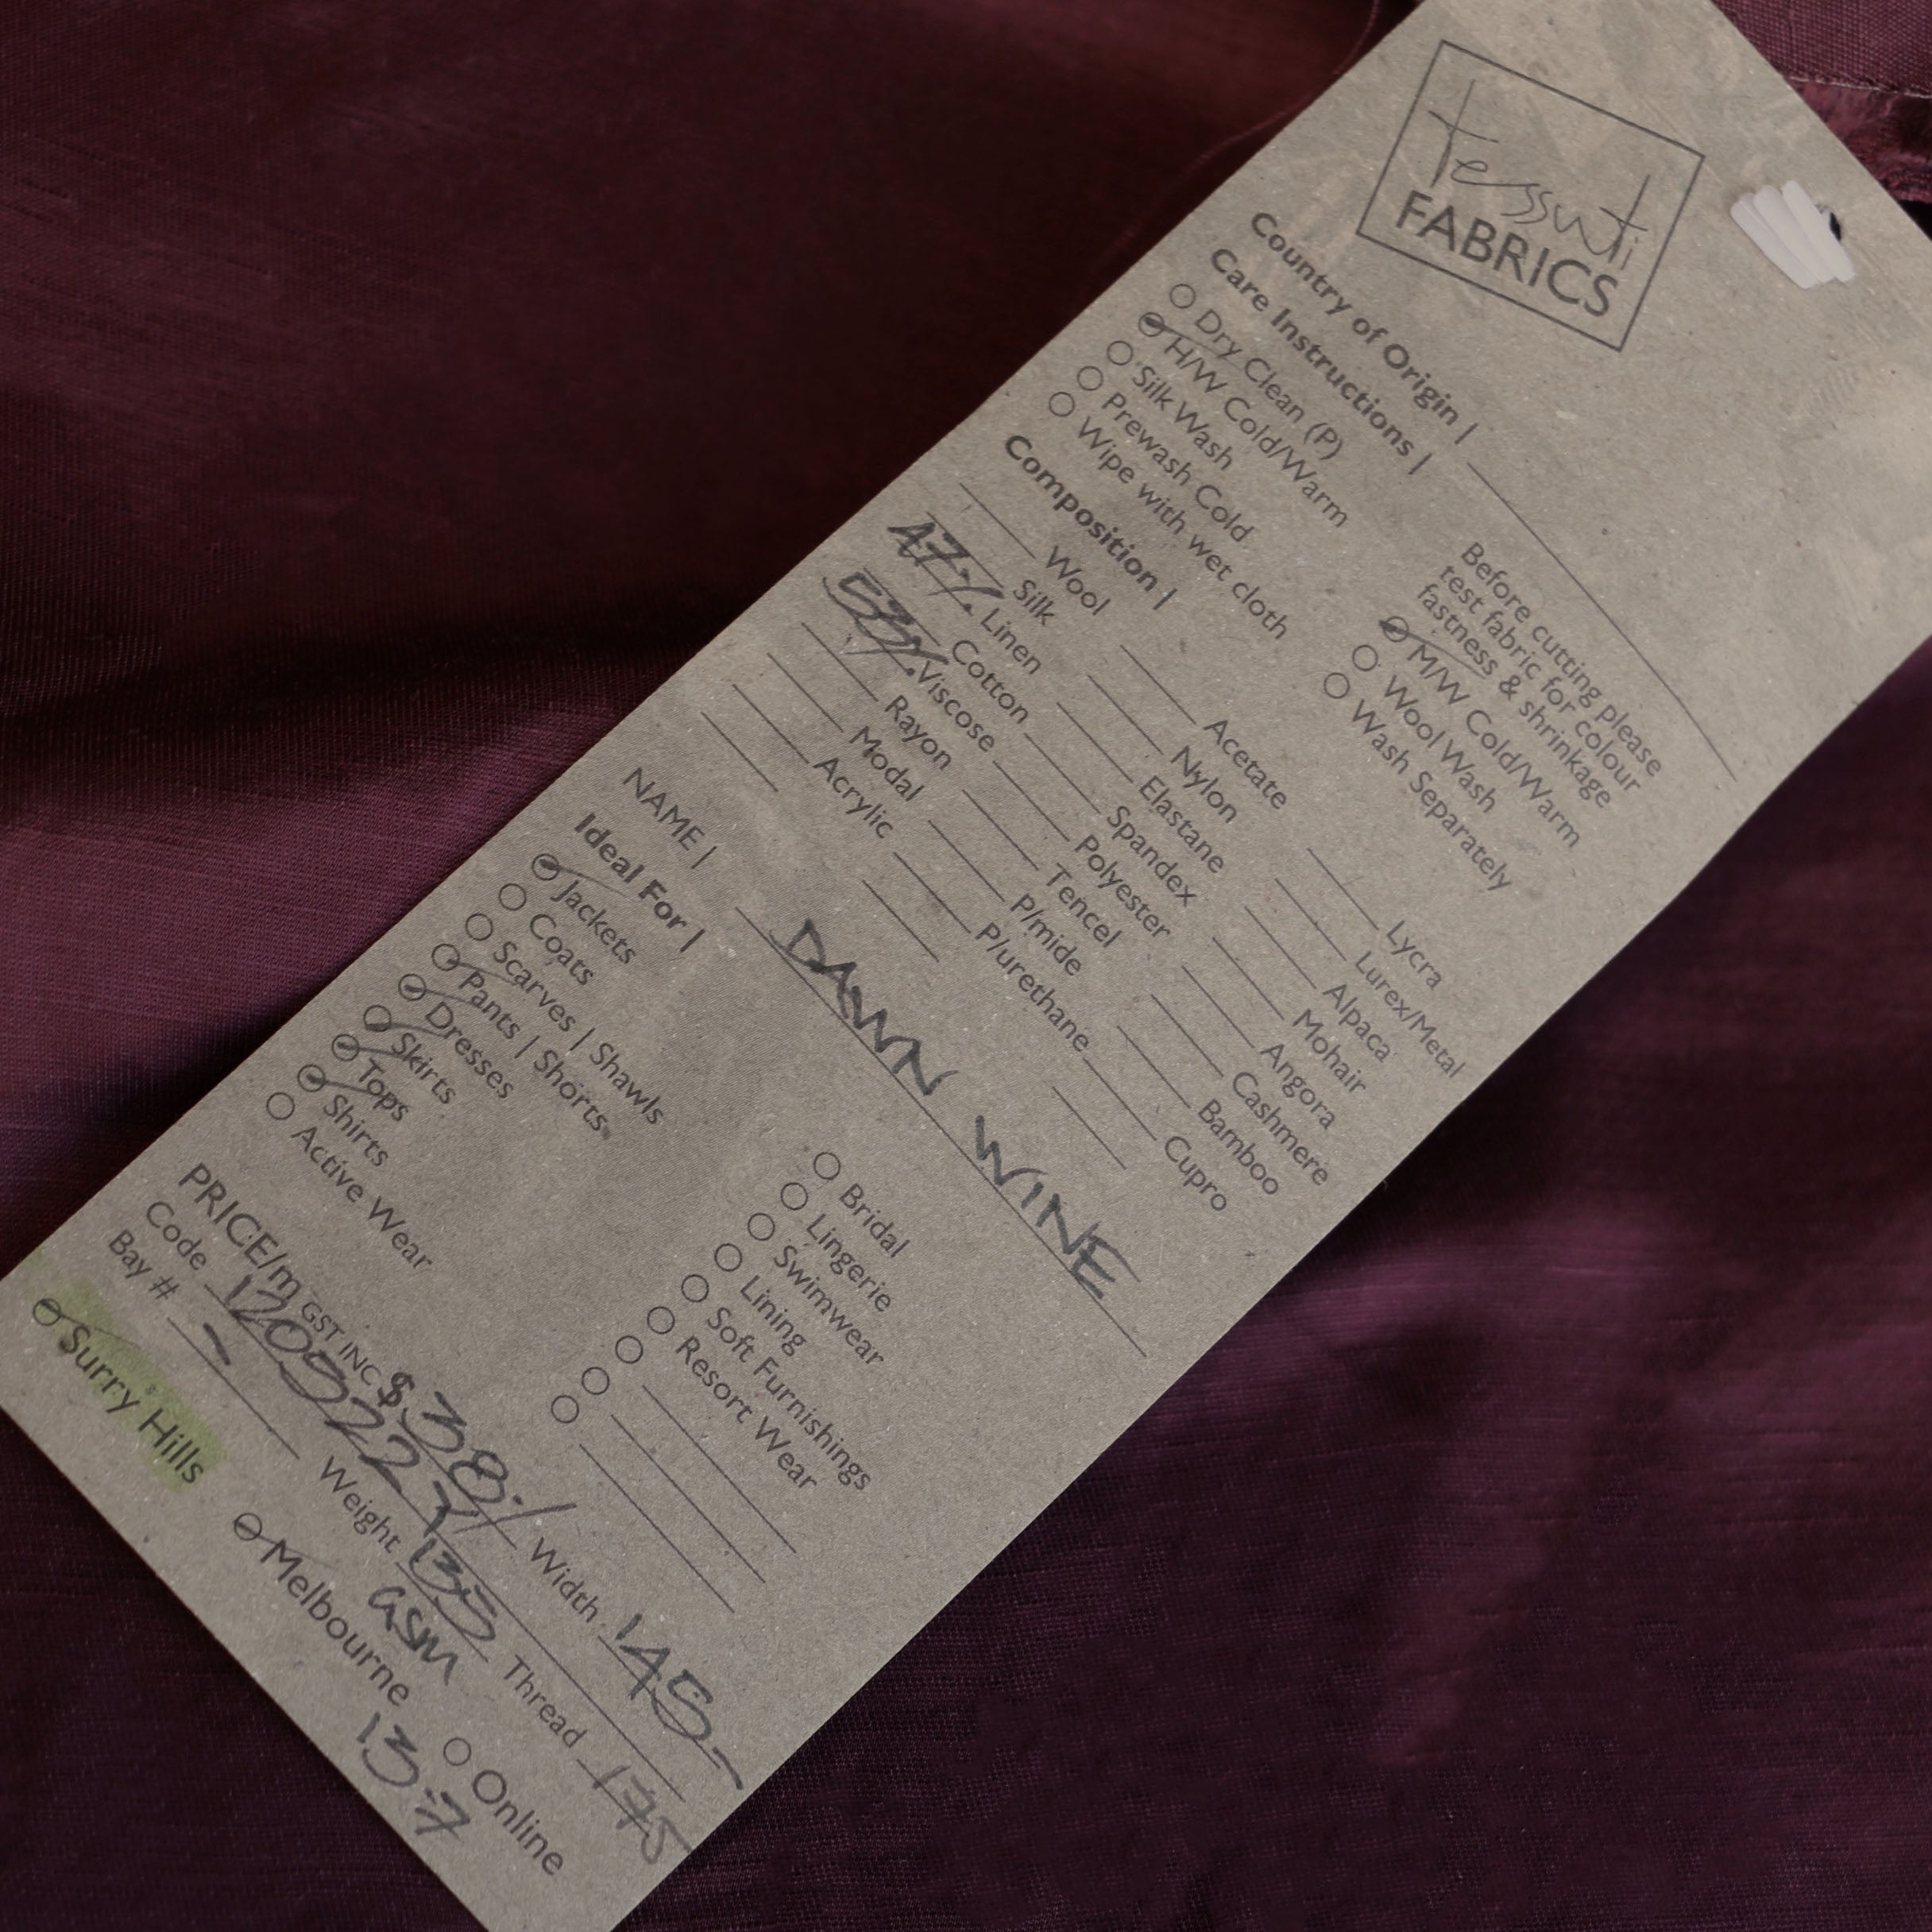 tessuti
FABRICS
Country of Origin |
Care Instructions |
Before cutting please
test fabric for colour
fastness & shrinkage
Dry Clean (P)
H/W Cold/Warm
Silk Wash
Prewash Cold
Wipe with wet cloth
M/W Cold/Warm
Wool Wash
Wash Separately
Composition |
Wool
Silk
47% Linen
Cotton
53% Viscose
Rayon
Modal
Acrylic
Acetate
Nylon
Elastane
Spandex
Polyester
Tencel
P/mide
P/urethane
Lycra
Lurex/Metal
Alpaca
Mohair
Angora
Cashmere
Bamboo
Cupro
NAME | DAWN WINE
Ideal For |
Jackets
Coats
Scarves | Shawls
Pants | Shorts
Dresses
Skirts
Tops
Shirts
Active Wear
Bridal
Lingerie
Swimwear
Lining
Soft Furnishings
Resort Wear
PRICE/m GST INC $ 38 Width 145
Code Weight 135 GSM Thread 175
Bay # -
Surry Hills Melbourne Online
13.7